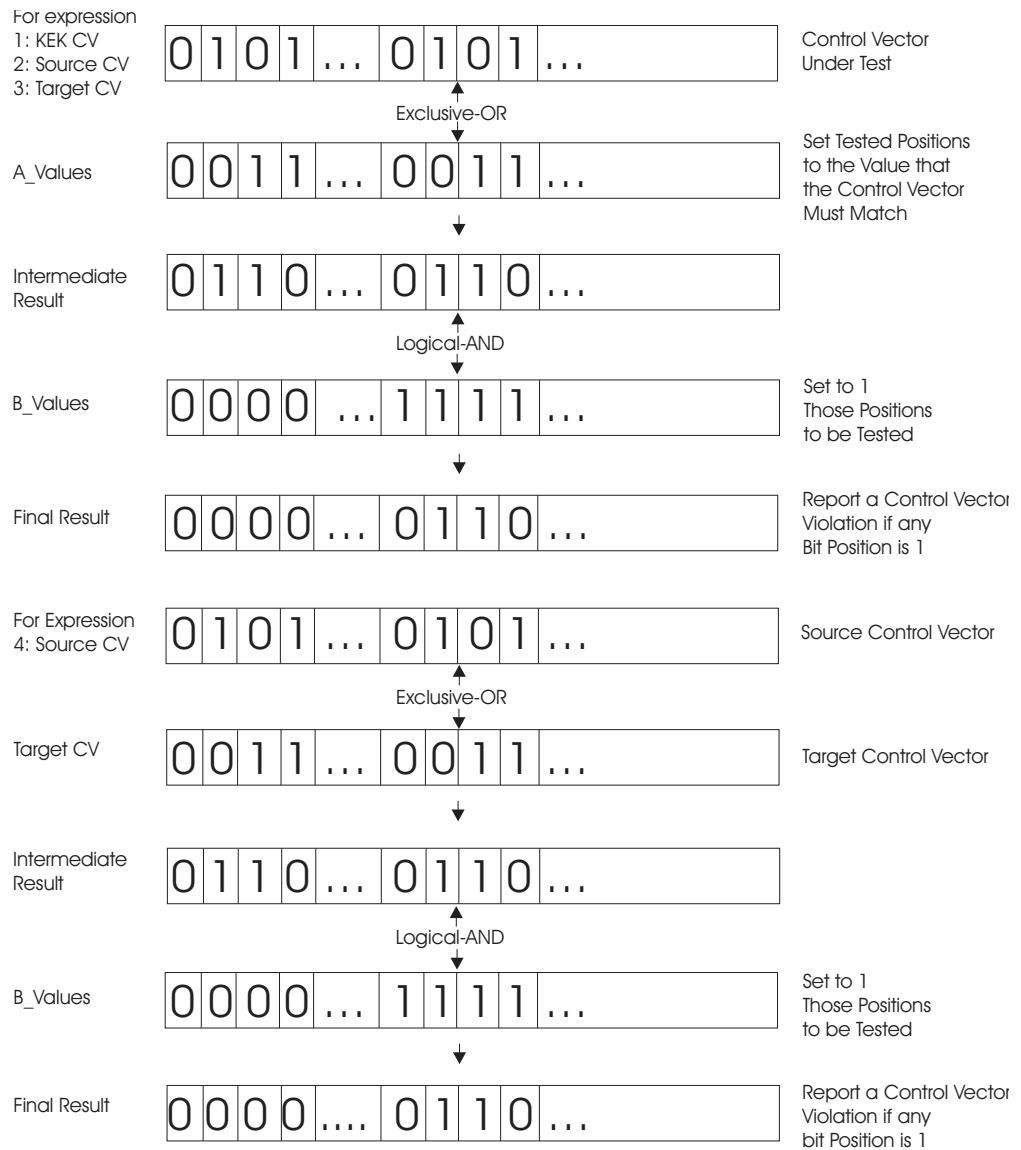 For expression
1: KEK CV
2: Source CV
3: Target CV
0 1 0 1 ... 0 1 0 1 ...
Control Vector
Under Test
Exclusive-OR
A_Values
0 0 1 1 ... 0 0 1 1 ...
Set Tested Positions
to the Value that
the Control Vector
Must Match
Intermediate
Result
0 1 1 0 ... 0 1 1 0 ...
Logical-AND
B_Values
0 0 0 0 ... 1 1 1 1 ...
Set to 1
Those Positions
to be Tested
Final Result
0 0 0 0 ... 0 1 1 0 ...
Report a Control Vector
Violation if any
Bit Position is 1
For Expression
4: Source CV
0 1 0 1 ... 0 1 0 1 ...
Source Control Vector
Exclusive-OR
Target CV
0 0 1 1 ... 0 0 1 1 ...
Target Control Vector
Intermediate
Result
0 1 1 0 ... 0 1 1 0 ...
Logical-AND
B_Values
0 0 0 0 ... 1 1 1 1 ...
Set to 1
Those Positions
to be Tested
Final Result
0 0 0 0 .... 0 1 1 0 ...
Report a Control Vector
Violation if any
bit Position is 1